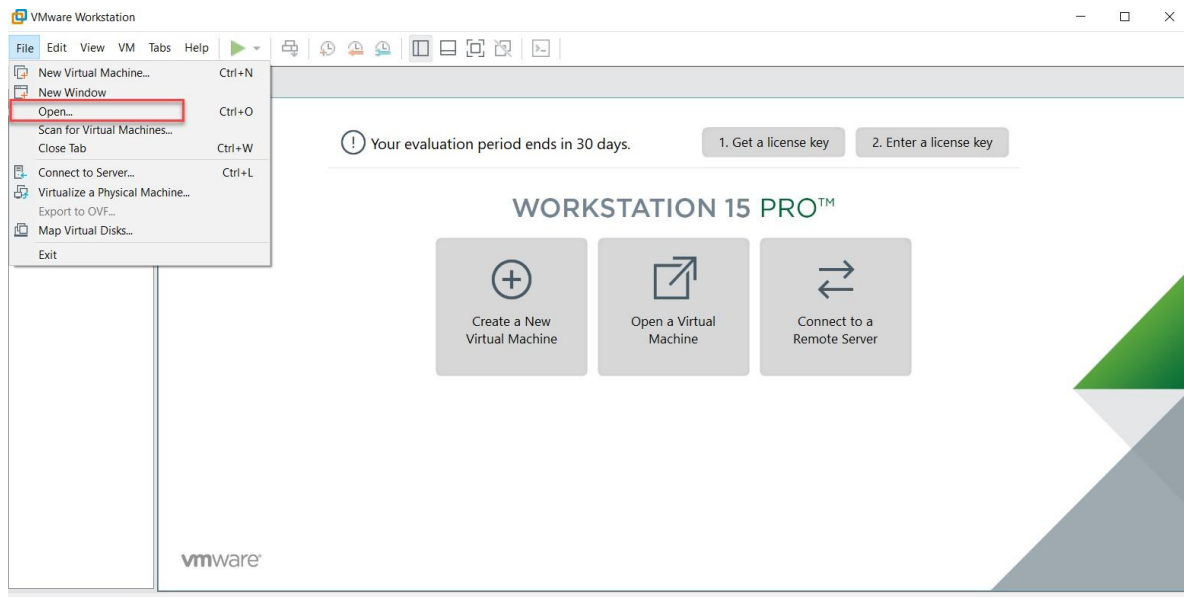 VMware Workstation
File Edit View VM Tabs Help
New Virtual Machine... Ctrl+N
New Window
Open... Ctrl+O
Scan for Virtual Machines...
Close Tab Ctrl+W
Connect to Server... Ctrl+L
Virtualize a Physical Machine...
Export to OVF...
Map Virtual Disks...
Exit
Your evaluation period ends in 30 days. 1. Get a license key 2. Enter a license key
WORKSTATION 15 PRO™
Create a New
Virtual Machine
Open a Virtual
Machine
Connect to a
Remote Server
vmware